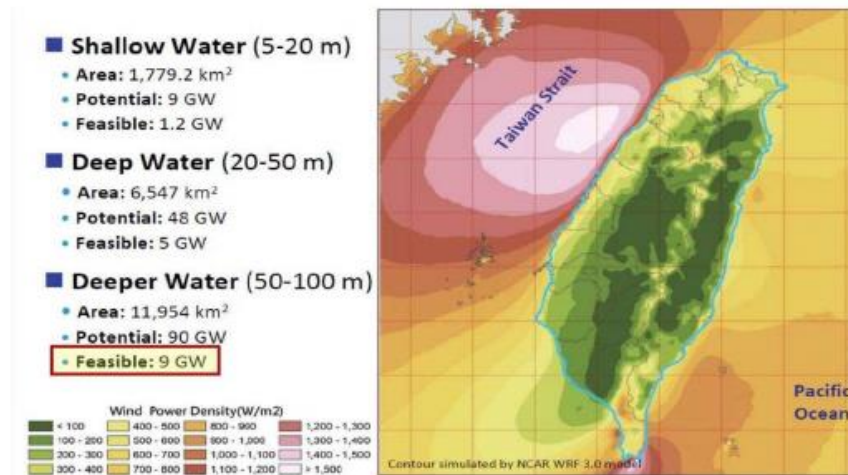 ■ Shallow Water (5-20 m)
• Area: 1,779.2 km²
• Potential: 9 GW
• Feasible: 1.2 GW
■ Deep Water (20-50 m)
• Area: 6,547 km²
• Potential: 48 GW
• Feasible: 5 GW
■ Deeper Water (50-100 m)
• Area: 11,954 km²
• Potential: 90 GW
• Feasible: 9 GW
Wind Power Density(W/m2)
< 100
400 - 500
800 - 900
1,200 - 1,300
100 - 200
500 - 600
900 - 1,000
1,300 - 1,400
200 - 300
600 - 700
1,000 - 1,100
1,400 - 1,500
300 - 400
700 - 800
1,100 - 1,200
> 1,500
Taiwan Strait
Pacific
Ocean
Contour simulated by NCAR WRF 3.0 model